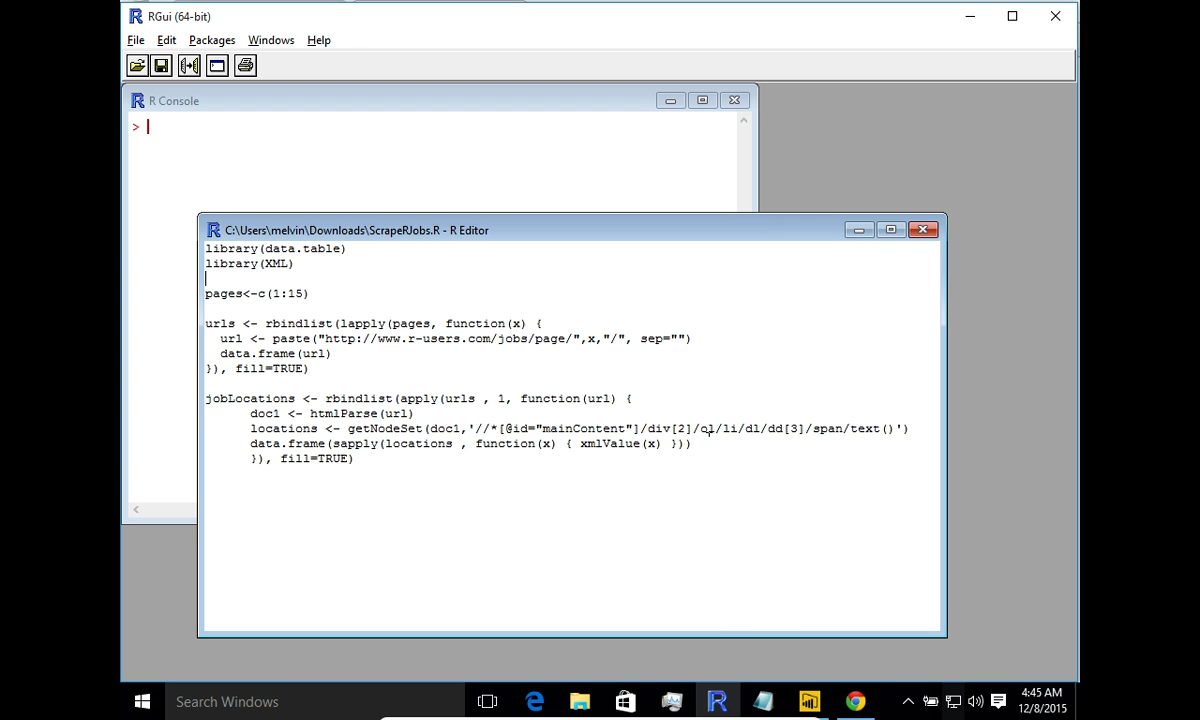 RGui (64-bit)
File Edit Packages Windows Help
R Console
>
C:\Users\melvin\Downloads\ScrapeRJobs.R - R Editor
library(data.table)
library(XML)
pages<-c(1:15)
urls <- rbindlist(lapply(pages, function(x) {
  url <- paste("http://www.r-users.com/jobs/page/",x,"/", sep="")
  data.frame(url)
}), fill=TRUE)
jobLocations <- rbindlist(apply(urls , 1, function(url) {
      doc1 <- htmlParse(url)
      locations <- getNodeSet(doc1,'//*[@id="mainContent"]/div[2]/ol/li/dl/dd[3]/span/text()')
      data.frame(sapply(locations , function(x) { xmlValue(x) }))
      }), fill=TRUE)
Search Windows
4:45 AM
12/8/2015